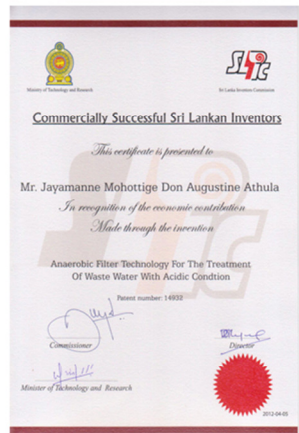 Ministry of Technology and Research
SLIC
Sri Lanka Inventors Commission
Commercially Successful Sri Lankan Inventors
This certificate is presented to
Mr. Jayamanne Mohottige Don Augustine Athula
In recognition of the economic contribution
Made through the invention
Anaerobic Filter Technology For The Treatment
Of Waste Water With Acidic Condtion
Patent number: 14932
Commissioner
Director
Minister of Technology and Research
2012-04-05